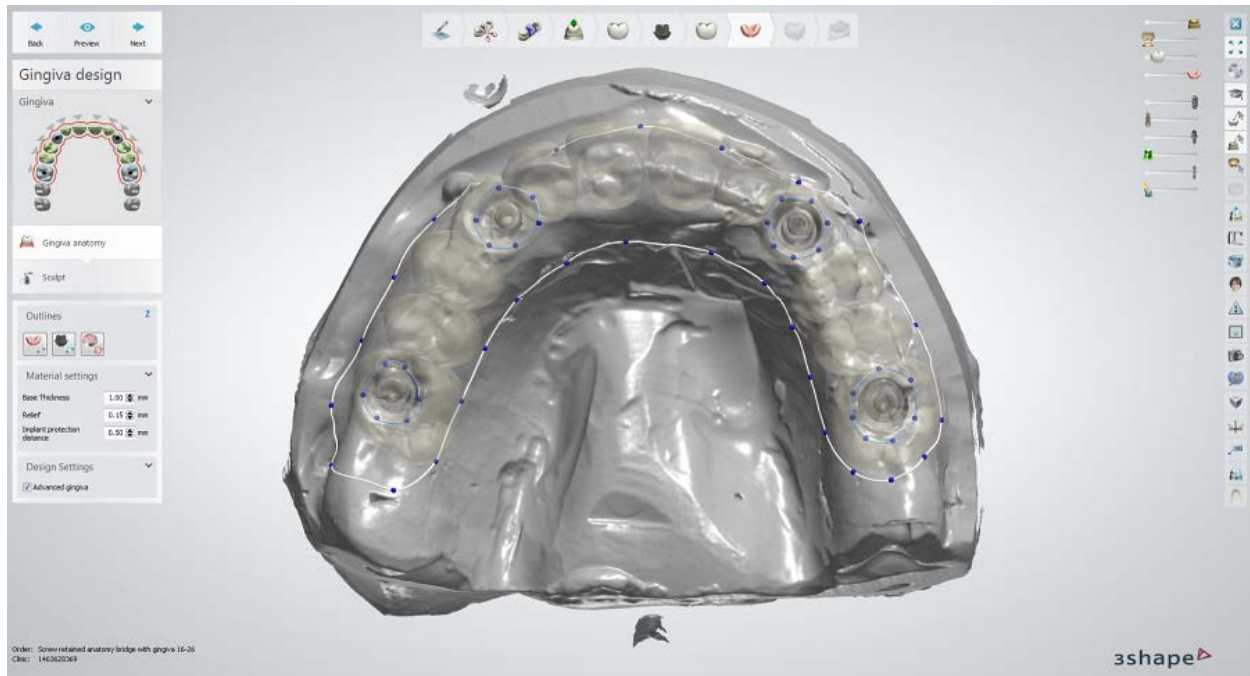 Back Preview Next
Gingiva design
Gingiva
Gingiva anatomy
Sculpt
Outlines 2
Material settings
Base Thickness 1.00 mm
Relief 0.15 mm
Implant protection distance 0.50 mm
Design Settings
Advanced gingiva
Order: Screw retained anatomy bridge with gingiva 16-26
Clinic: 1463620369
3shape